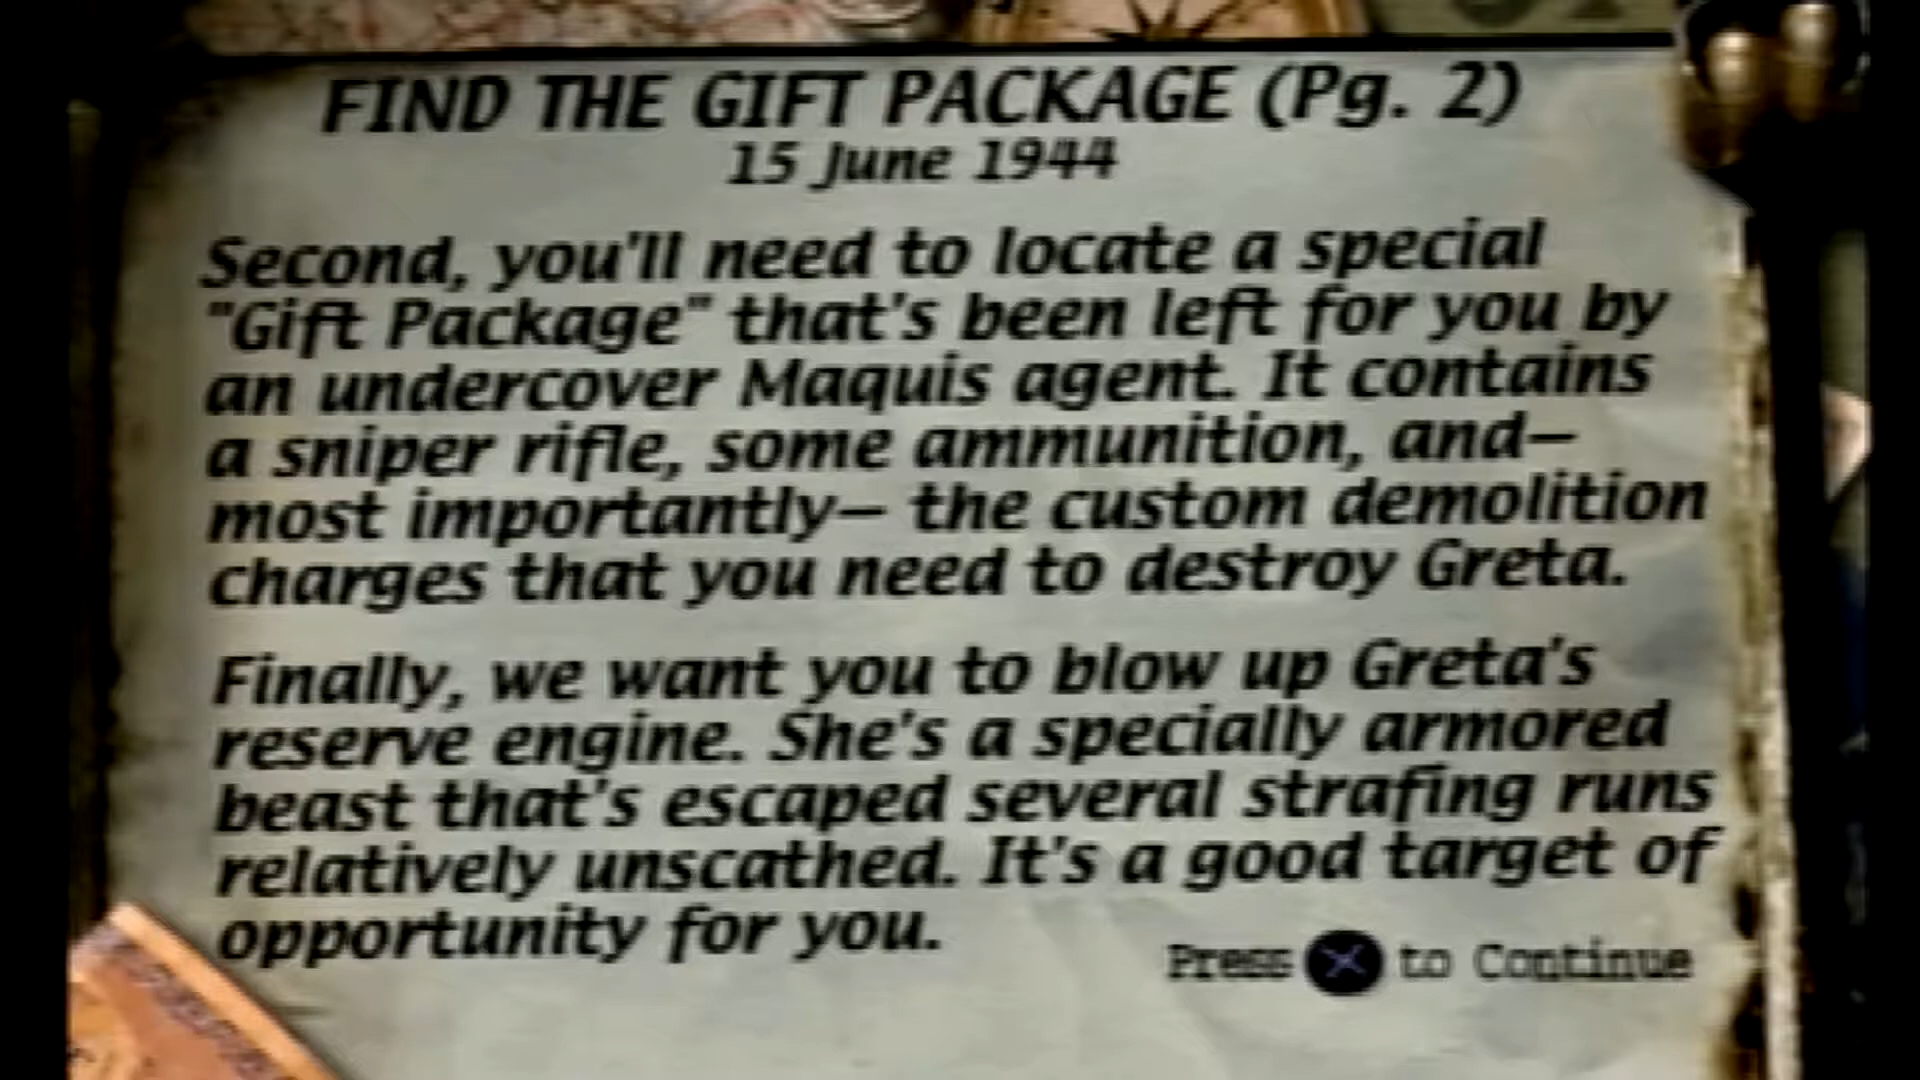 FIND THE GIFT PACKAGE (Pg. 2)
15 June 1944
Second, you'll need to locate a special
"Gift Package" that's been left for you by
an undercover Maquis agent. It contains
a sniper rifle, some ammunition, and—
most importantly— the custom demolition
charges that you need to destroy Greta.
Finally, we want you to blow up Greta's
reserve engine. She's a specially armored
beast that's escaped several strafing runs
relatively unscathed. It's a good target of
opportunity for you.
Press X to Continue